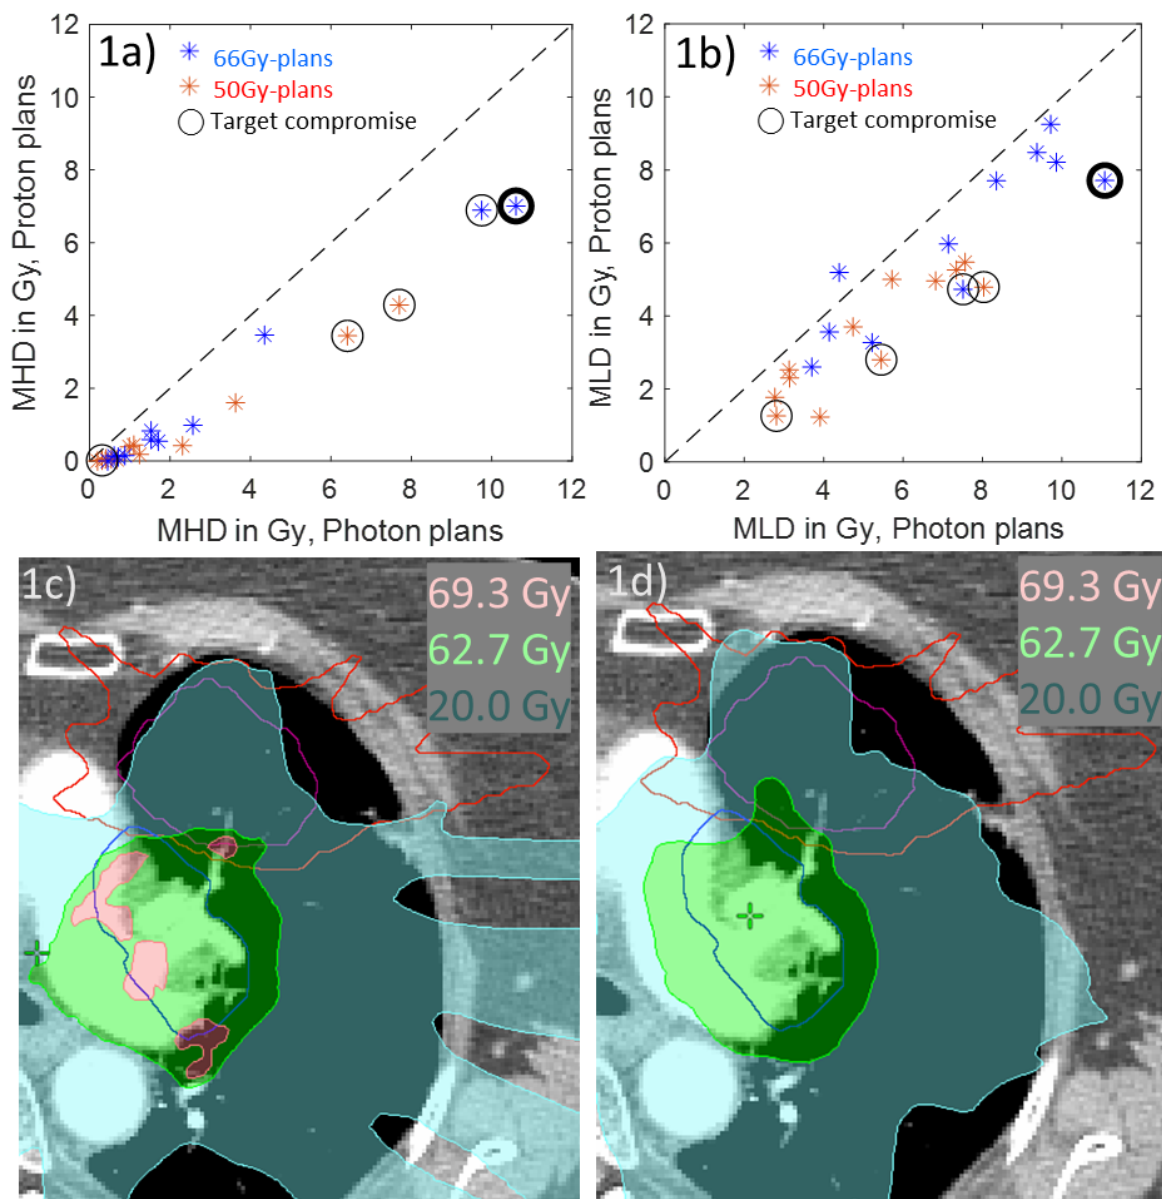 1a)
66Gy-plans
50Gy-plans
Target compromise
MHD in Gy, Proton plans
12
10
8
6
4
2
0
0 2 4 6 8 10 12
MHD in Gy, Photon plans
1b)
66Gy-plans
50Gy-plans
Target compromise
MLD in Gy, Proton plans
12
10
8
6
4
2
0
0 2 4 6 8 10 12
MLD in Gy, Photon plans
1c)
69.3 Gy
62.7 Gy
20.0 Gy
1d)
69.3 Gy
62.7 Gy
20.0 Gy